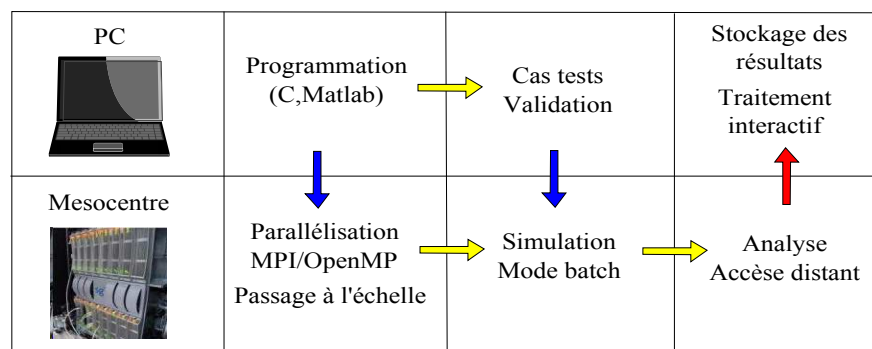 PC
Programmation
(C,Matlab)
Cas tests
Validation
Stockage des
résultats
Traitement
interactif
Mesocentre
Parallélisation
MPI/OpenMP
Passage à l'échelle
Simulation
Mode batch
Analyse
Accèse distant